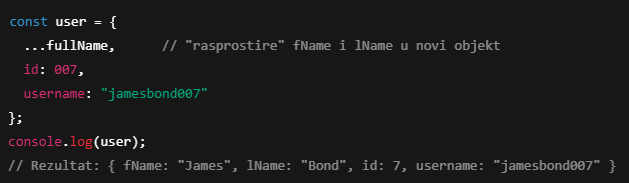 const user = {
  ...fullName,      // "rasprostire" fName i lName u novi objekt
  id: 007,
  username: "jamesbond007"
};
console.log(user);
// Rezultat: { fName: "James", lName: "Bond", id: 7, username: "jamesbond007" }